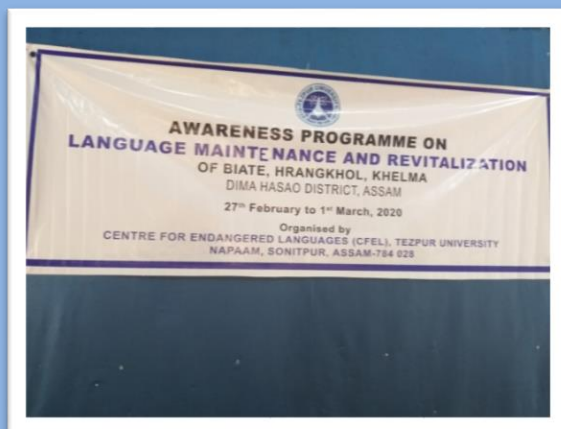 AWARENESS PROGRAMME ON
LANGUAGE MAINTENANCE AND REVITALIZATION
OF BIATE, HRANGKHOL, KHELMA
DIMA HASAO DISTRICT, ASSAM
27th February to 1st March, 2020
Organised by
CENTRE FOR ENDANGERED LANGUAGES (CFEL), TEZPUR UNIVERSITY
NAPAAM, SONITPUR, ASSAM-784 028